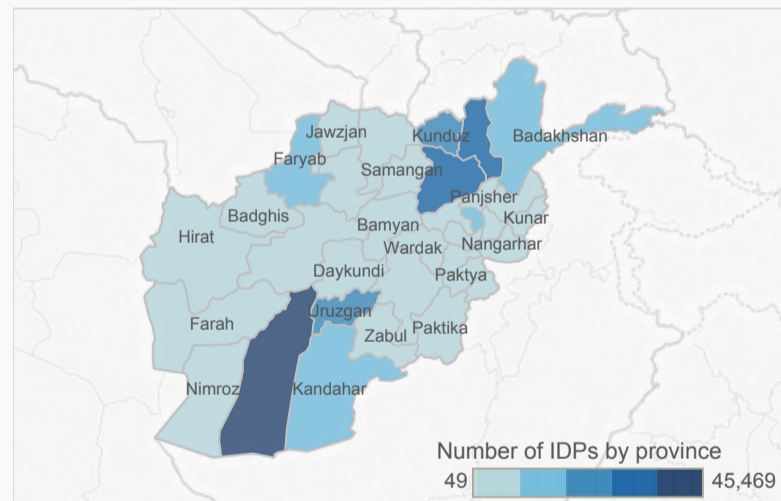 Jawzjan
Kunduz
Badakhshan
Faryab
Samangan
Panjsher
Badghis
Kunar
Bamyan
Hirat
Wardak
Nangarhar
Daykundi
Paktya
Uruzgan
Farah
Zabul
Paktika
Nimroz
Kandahar
Number of IDPs by province
49
45,469